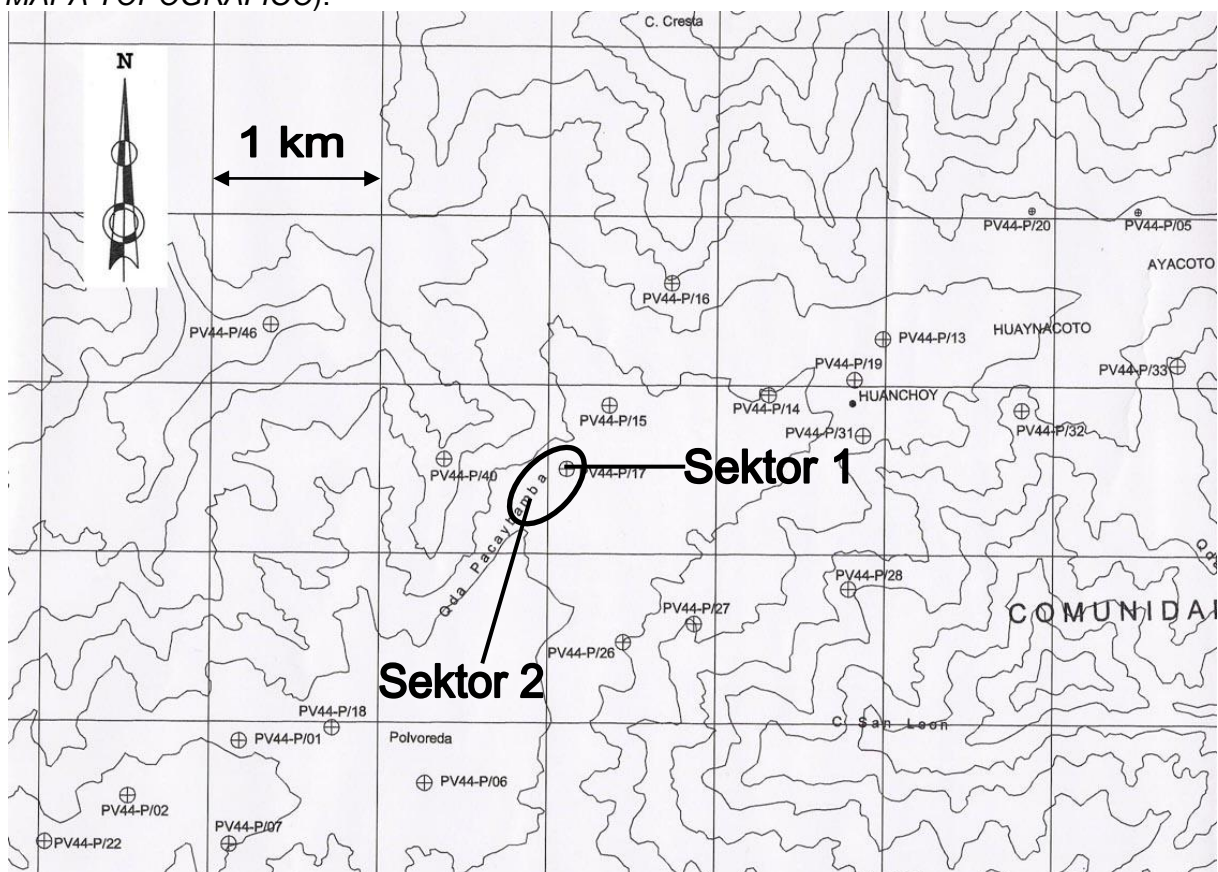 MAPA TOPOGRÁFICO).
C. Cresta
N
1 km
PV44-P/20
PV44-P/05
AYACOTO
PV44-P/16
PV44-P/46
HUAYNACOTO
PV44-P/13
PV44-P/19
PV44-P/33
PV44-P/14
HUANCHOY
PV44-P/15
PV44-P/31
PV44-P/32
PV44-P/40
PV44-P/17
Sektor 1
Qda Pacaybamba
Qda
PV44-P/28
COMUNIDA
PV44-P/27
PV44-P/26
Sektor 2
PV44-P/18
C. San Leon
PV44-P/01
Polvoreda
PV44-P/06
PV44-P/02
PV44-P/07
PV44-P/22